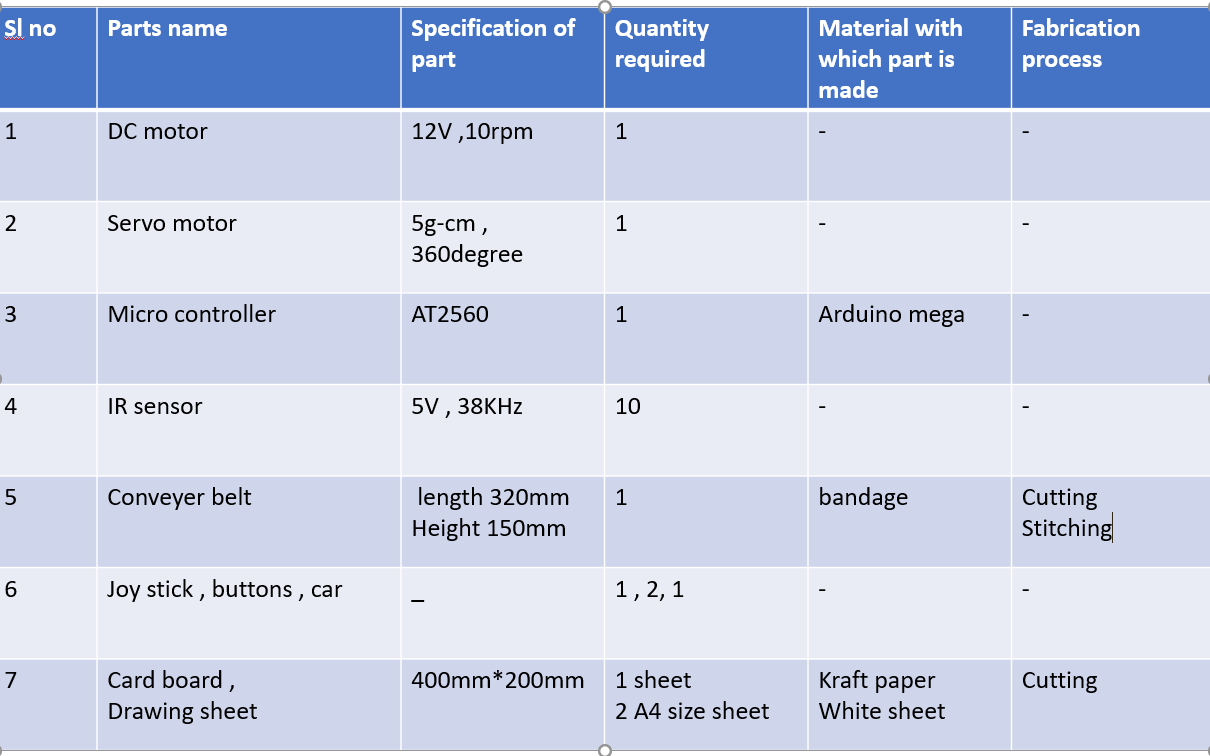 Sl no
Parts name
Specification of
part
Quantity
required
Material with
which part is
made
Fabrication
process
1
DC motor
12V ,10rpm
1
-
-
2
Servo motor
5g-cm ,
360degree
1
-
-
3
Micro controller
AT2560
1
Arduino mega
-
4
IR sensor
5V , 38KHz
10
-
-
5
Conveyer belt
length 320mm
Height 150mm
1
bandage
Cutting
Stitching
6
Joy stick , buttons , car
_
1 , 2, 1
-
-
7
Card board ,
Drawing sheet
400mm*200mm
1 sheet
2 A4 size sheet
Kraft paper
White sheet
Cutting